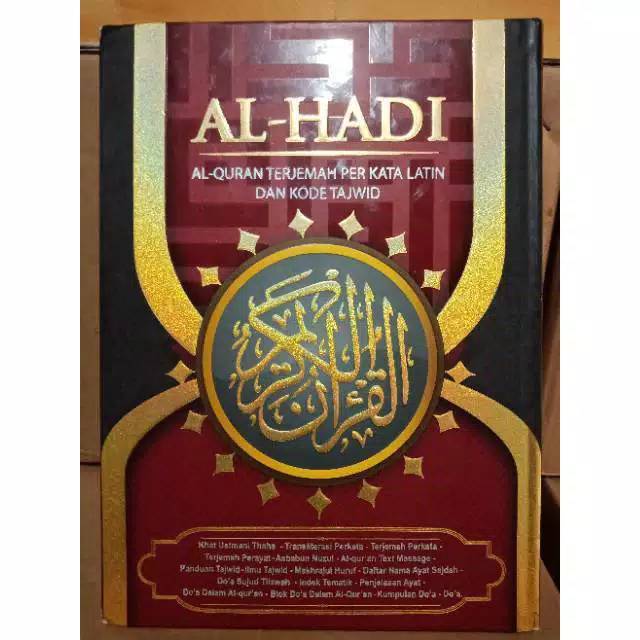 AL-HADI
AL-QURAN TERJEMAH PER KATA LATIN
DAN KODE TAJWID
القرآن الكريم
Khat Ustmani Thaha - Transliterasi Perkata - Terjemah Perkata -
Terjemah Perayat - Asbabun Nuzul - Al-qur'an Text Massage -
Panduan Tajwid - Ilmu Tajwid - Makhrajul Huruf - Daftar Nama Ayat Sajdah -
Do'a Sujud Tilawah - Indek Tematik - Penjelasan Ayat -
Do'a Dalam Al-qur'an - Blok Do'a Dalam Al-Qur'an - Kumpulan Do'a - Do'a.